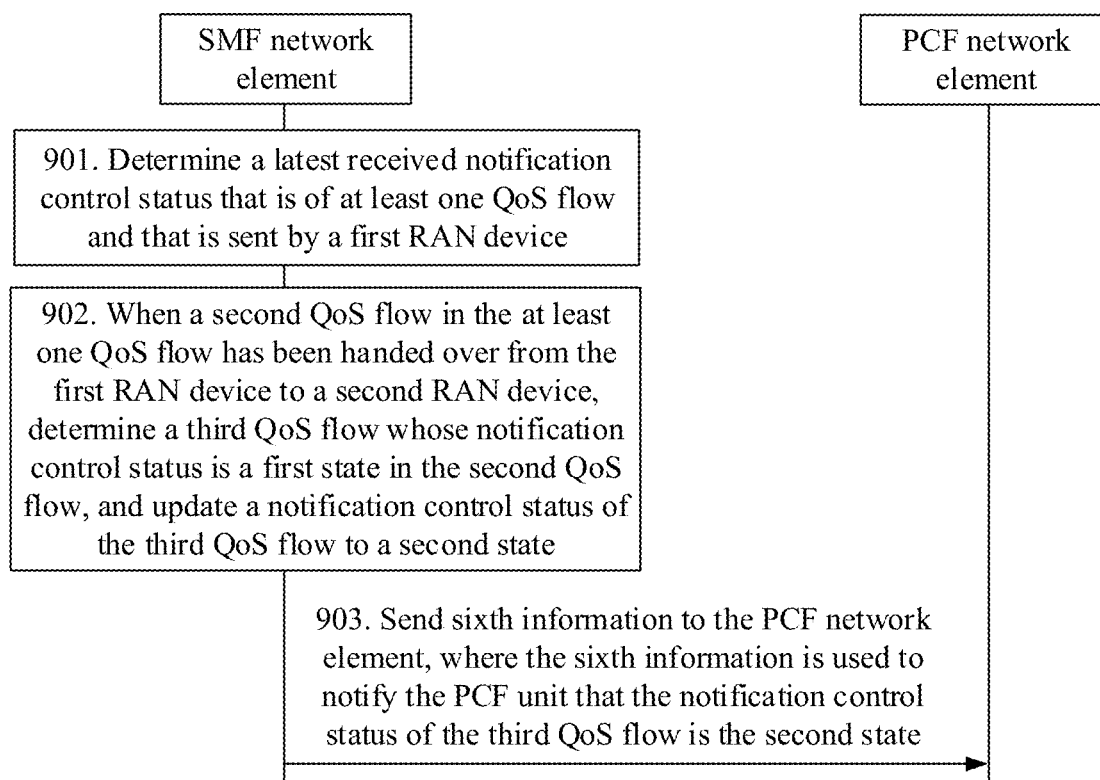 SMF network
element
PCF network
element
901. Determine a latest received notification
control status that is of at least one QoS flow
and that is sent by a first RAN device
902. When a second QoS flow in the at least
one QoS flow has been handed over from the
first RAN device to a second RAN device,
determine a third QoS flow whose notification
control status is a first state in the second QoS
flow, and update a notification control status of
the third QoS flow to a second state
903. Send sixth information to the PCF network
element, where the sixth information is used to
notify the PCF unit that the notification control
status of the third QoS flow is the second state